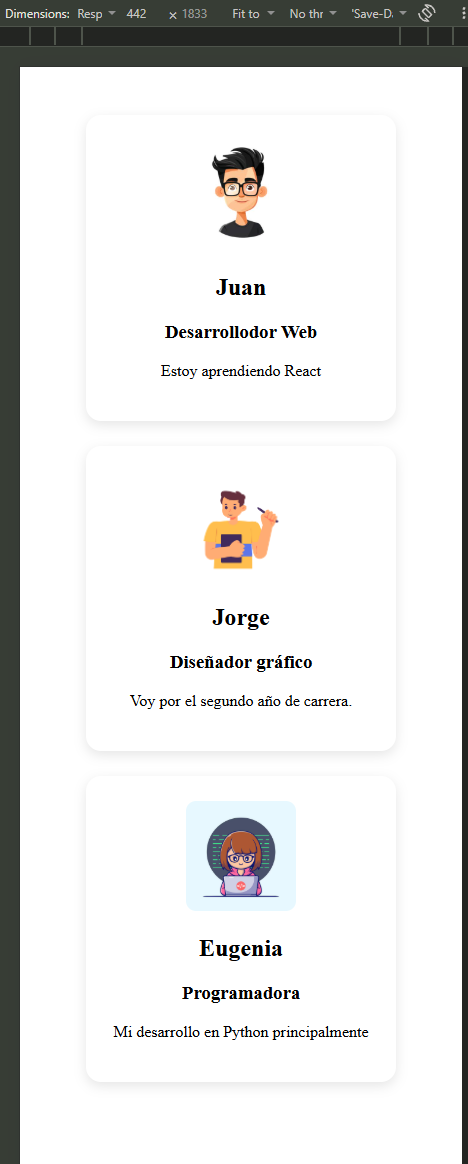 Dimensions: Resp 442 × 1833 Fit to No thr 'Save-D
Juan
Desarrollodor Web
Estoy aprendiendo React
Jorge
Diseñador gráfico
Voy por el segundo año de carrera.
Eugenia
Programadora
Mi desarrollo en Python principalmente